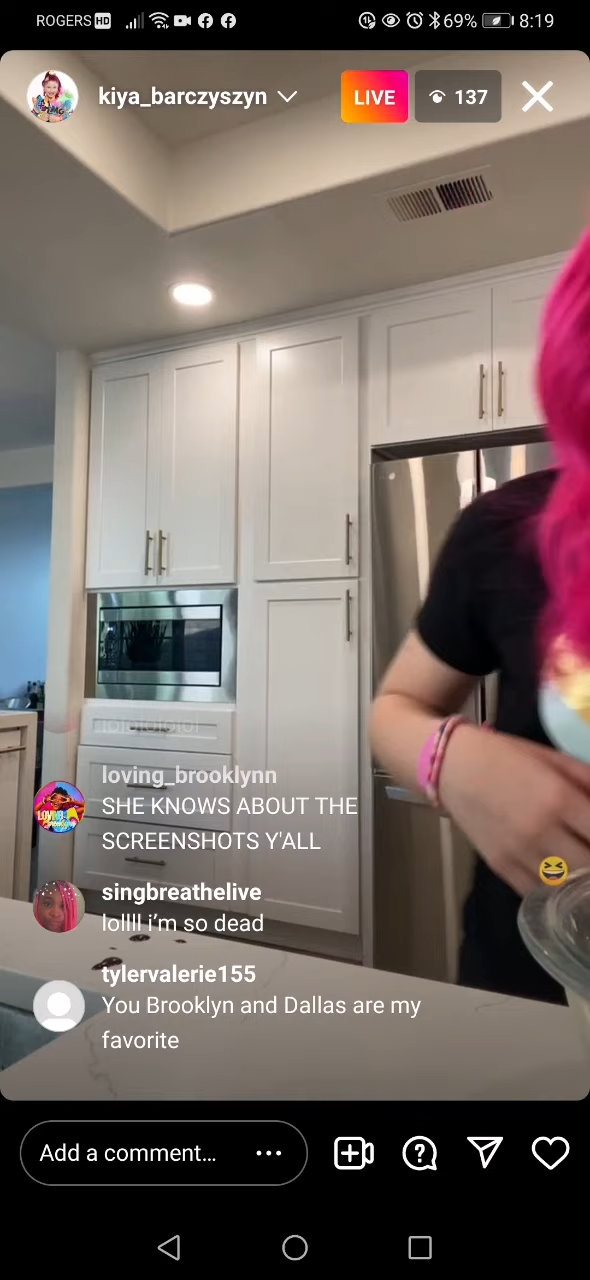 ROGERS HD
69% 8:19
kiya_barczyszyn
LIVE
137
lolololololol
loving_brooklynn
SHE KNOWS ABOUT THE
SCREENSHOTS Y'ALL
singbreathelive
lollll i'm so dead
tylervalerie155
You Brooklyn and Dallas are my
favorite
Add a comment...